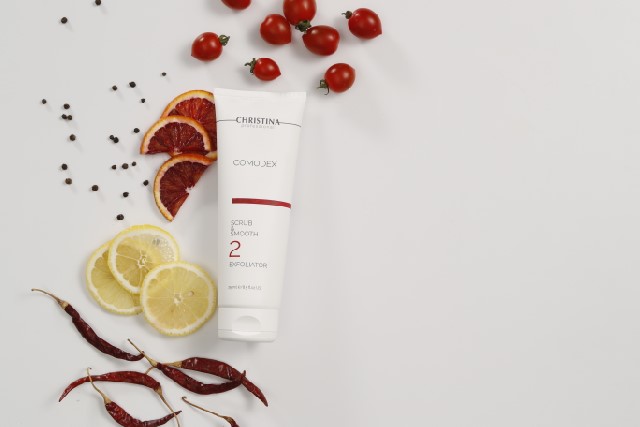 CHRISTINA
professional
COMODEX
SCRUB
&
SMOOTH
2
EXFOLIATOR